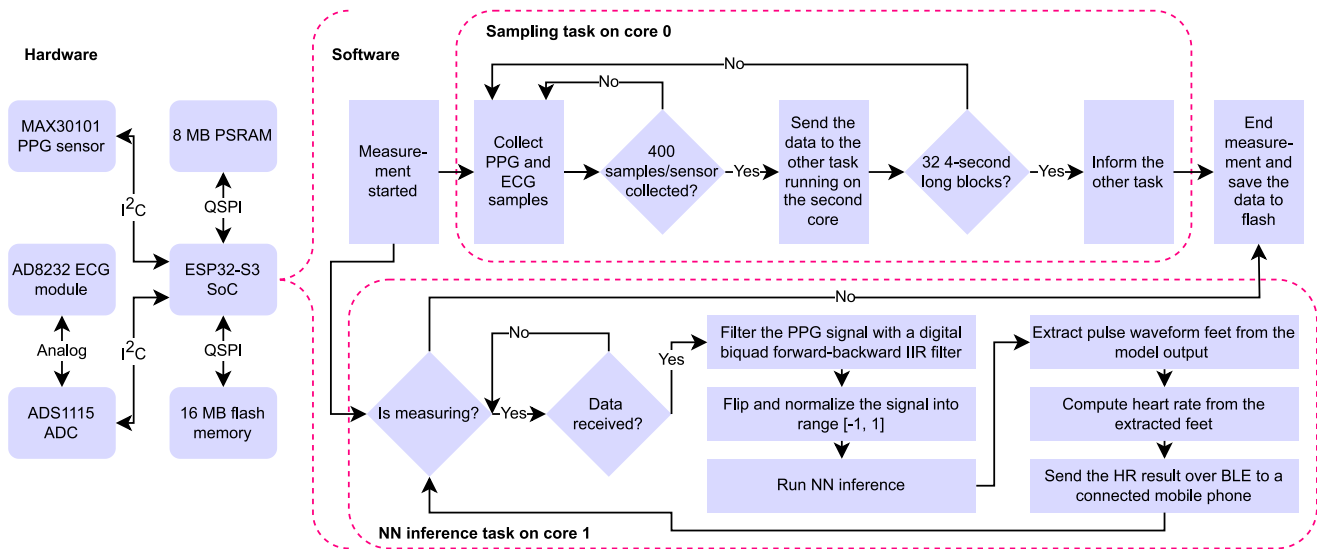 Hardware
MAX30101
PPG sensor
8 MB PSRAM
I²C
QSPI
AD8232 ECG
module
ESP32-S3
SoC
Analog
I²C
QSPI
ADS1115
ADC
16 MB flash
memory
Software
Sampling task on core 0
Measure-
ment
started
No
No
Collect
PPG and
ECG
samples
400
samples/sensor
collected?
Yes
Send the
data to the
other task
running on
the second
core
32 4-second
long blocks?
Yes
Inform the
other task
End
measure-
ment and
save the
data to
flash
No
Is measuring?
Yes
No
Data
received?
Yes
Filter the PPG signal with a digital
biquad forward-backward IIR filter
Flip and normalize the signal into
range [-1, 1]
Run NN inference
Extract pulse waveform feet from the
model output
Compute heart rate from the
extracted feet
Send the HR result over BLE to a
connected mobile phone
NN inference task on core 1